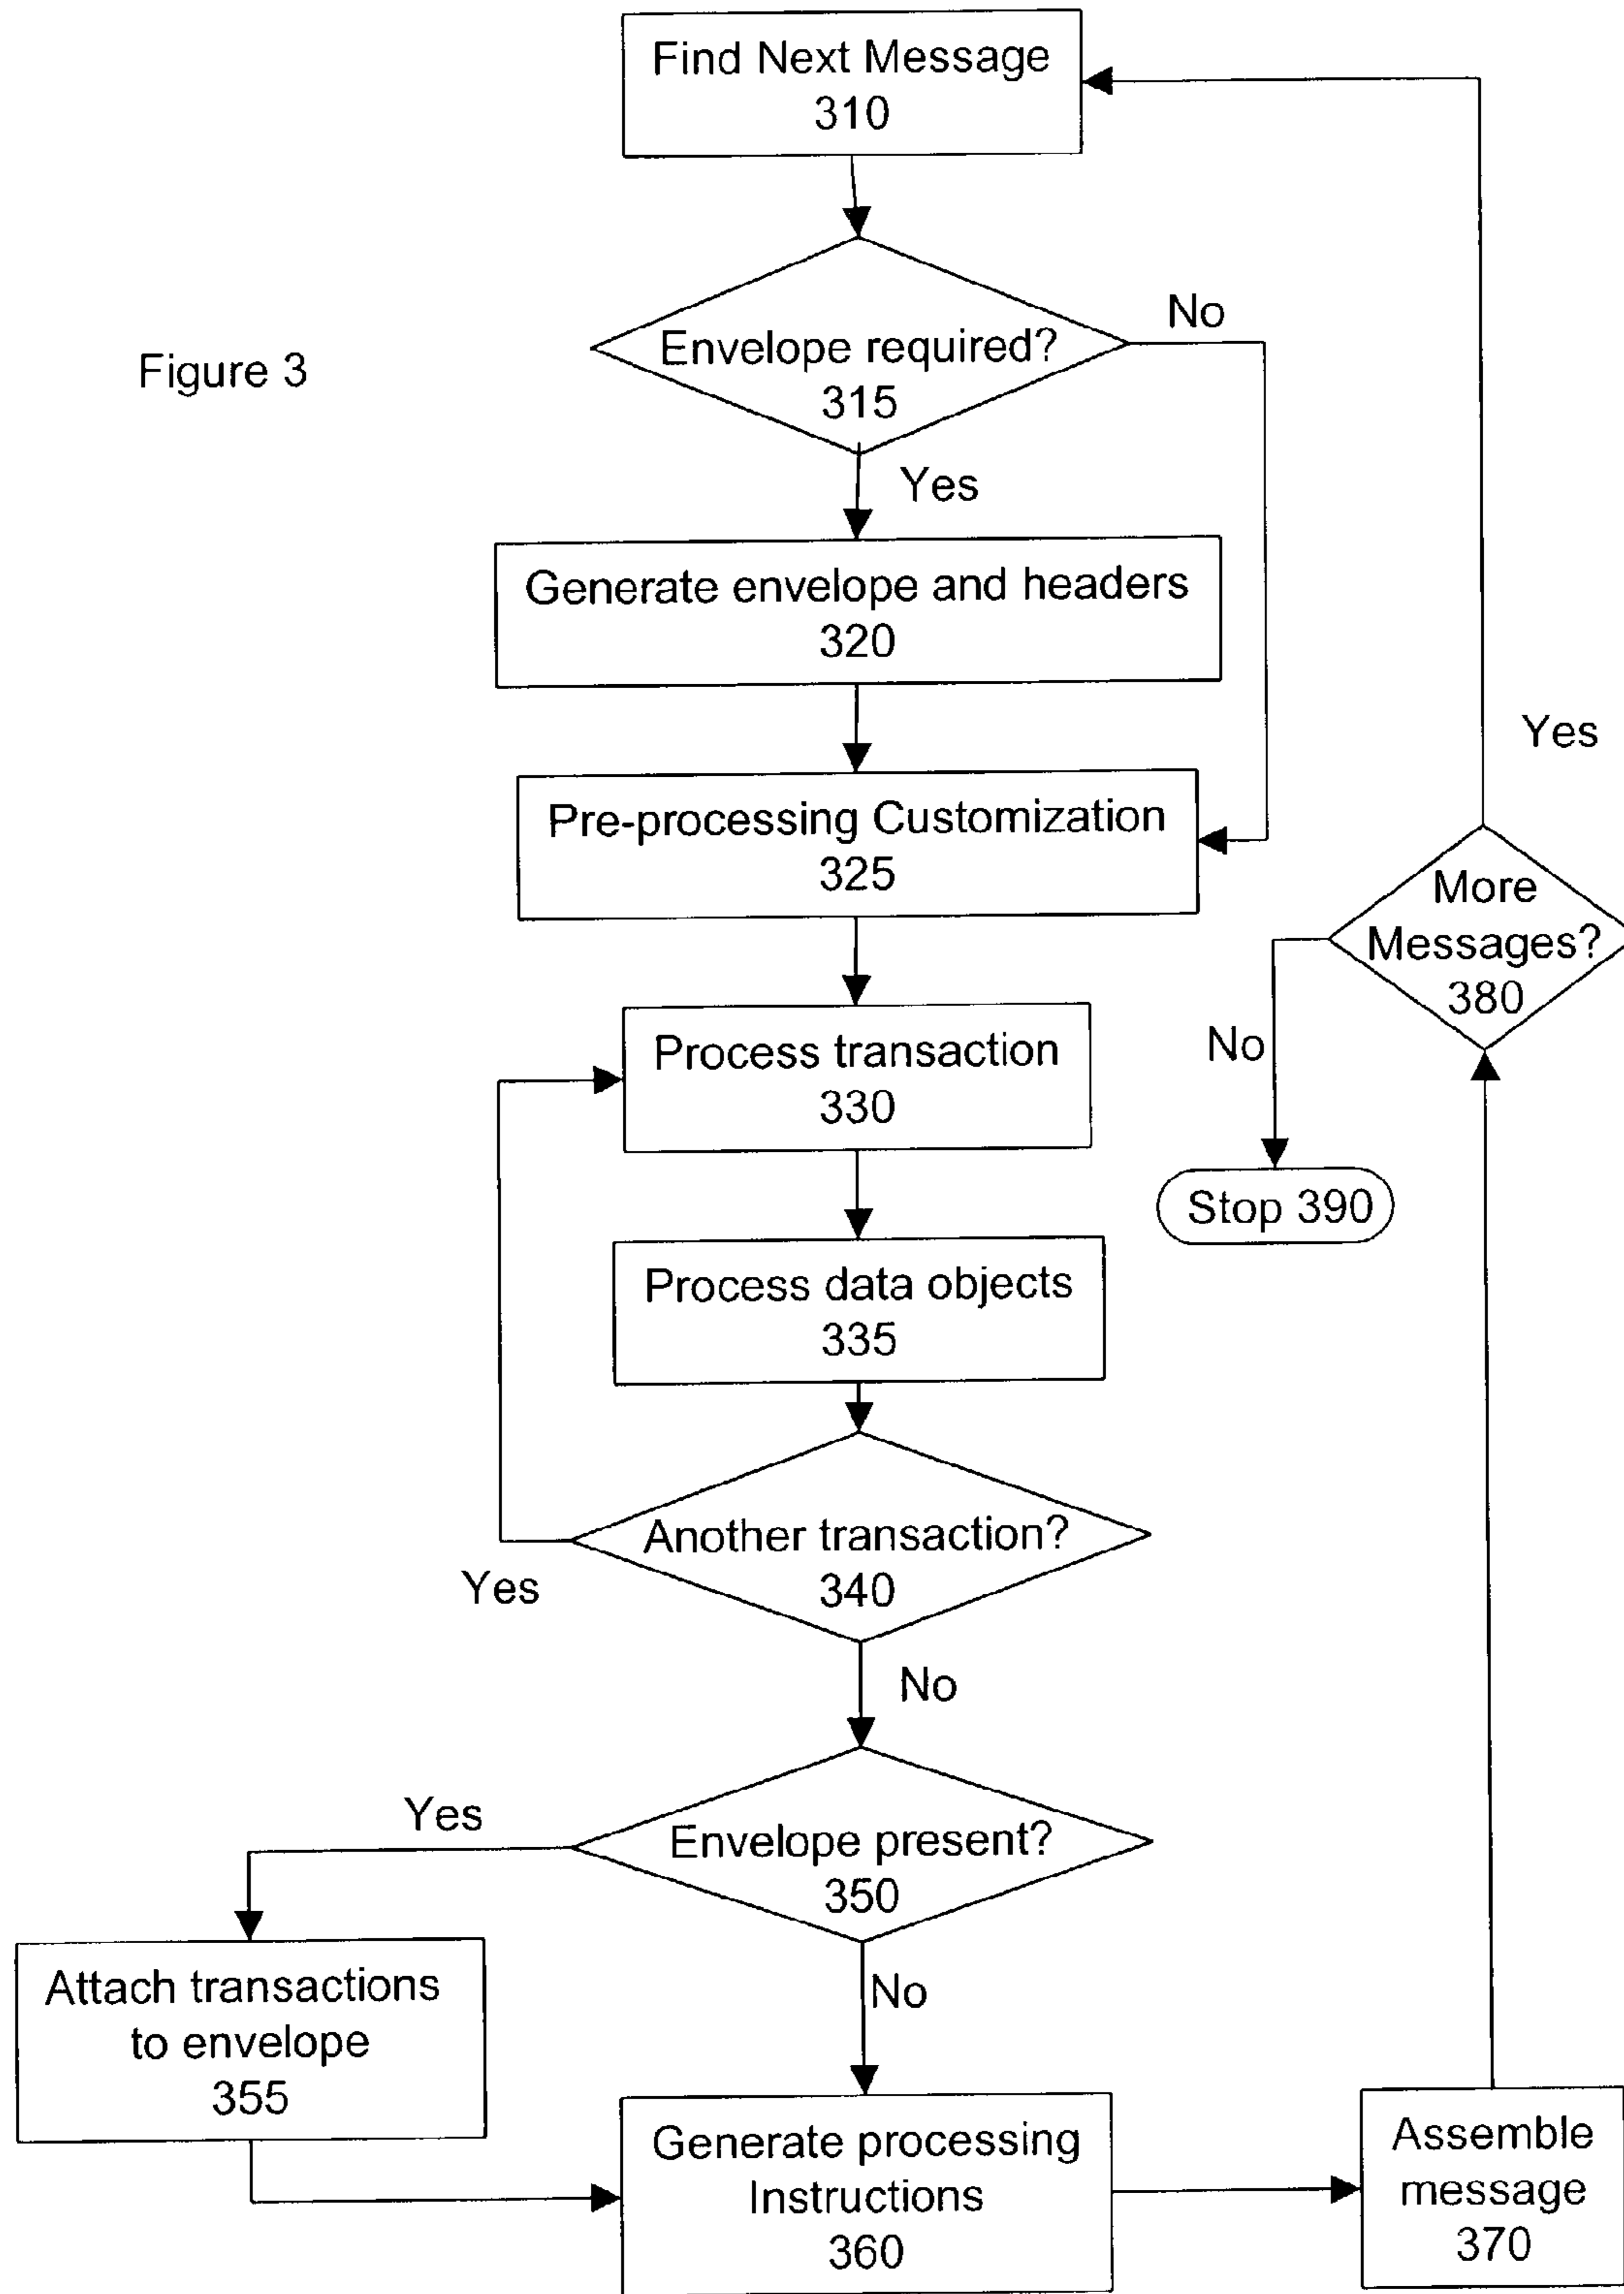 Find Next Message
310
Figure 3
Envelope required?
315
No
Yes
Generate envelope and headers
320
Pre-processing Customization
325
Yes
More
Messages?
380
No
Process transaction
330
Stop 390
Process data objects
335
Another transaction?
340
Yes
No
Envelope present?
350
Yes
No
Attach transactions
to envelope
355
Generate processing
Instructions
360
Assemble
message
370